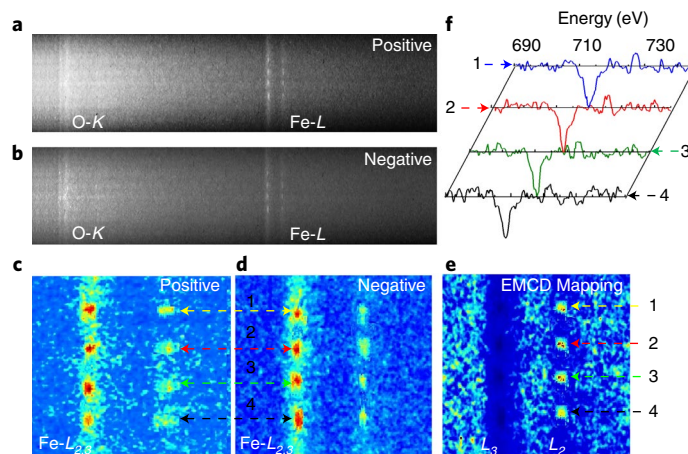 a
Positive
O-K
Fe-L
b
Negative
O-K
Fe-L
c
Positive
d
Negative
1
2
3
4
Fe-L2,3
Fe-L2,3
e
EMCD Mapping
1
2
3
4
L3
L2
f
Energy (eV)
690
710
730
1
2
3
4